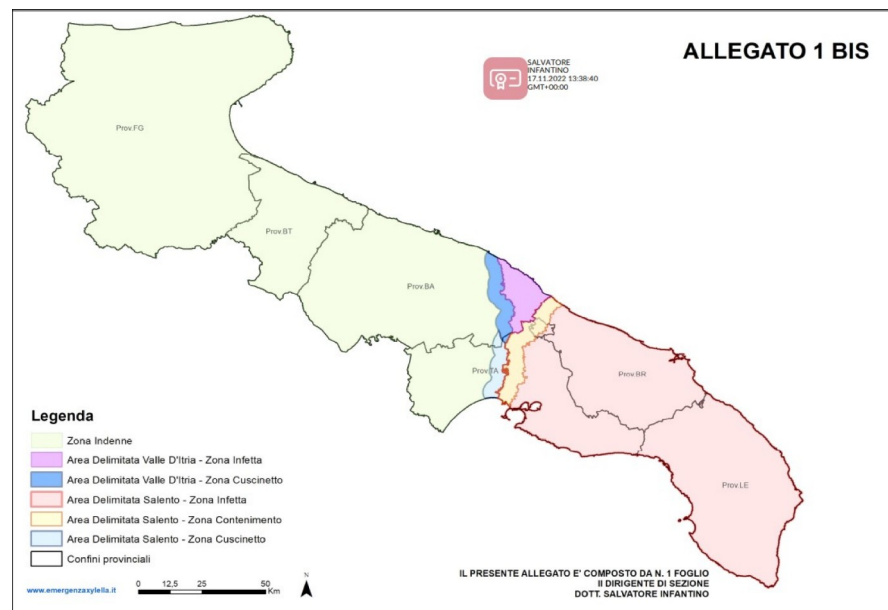 ALLEGATO 1 BIS
SALVATORE
INFANTINO
17.11.2022 13:38:40
GMT+00:00
Prov.FG
Prov.BT
Prov.BA
Prov.TA
Prov.BR
Prov.LE
Legenda
Zona Indenne
Area Delimitata Valle D'Itria - Zona Infetta
Area Delimitata Valle D'Itria - Zona Cuscinetto
Area Delimitata Salento - Zona Infetta
Area Delimitata Salento - Zona Contenimento
Area Delimitata Salento - Zona Cuscinetto
Confini provinciali
www.emergenzaxylella.it
0 12,5 25 50
Km
N
IL PRESENTE ALLEGATO E' COMPOSTO DA N. 1 FOGLIO
Il DIRIGENTE DI SEZIONE
DOTT. SALVATORE INFANTINO